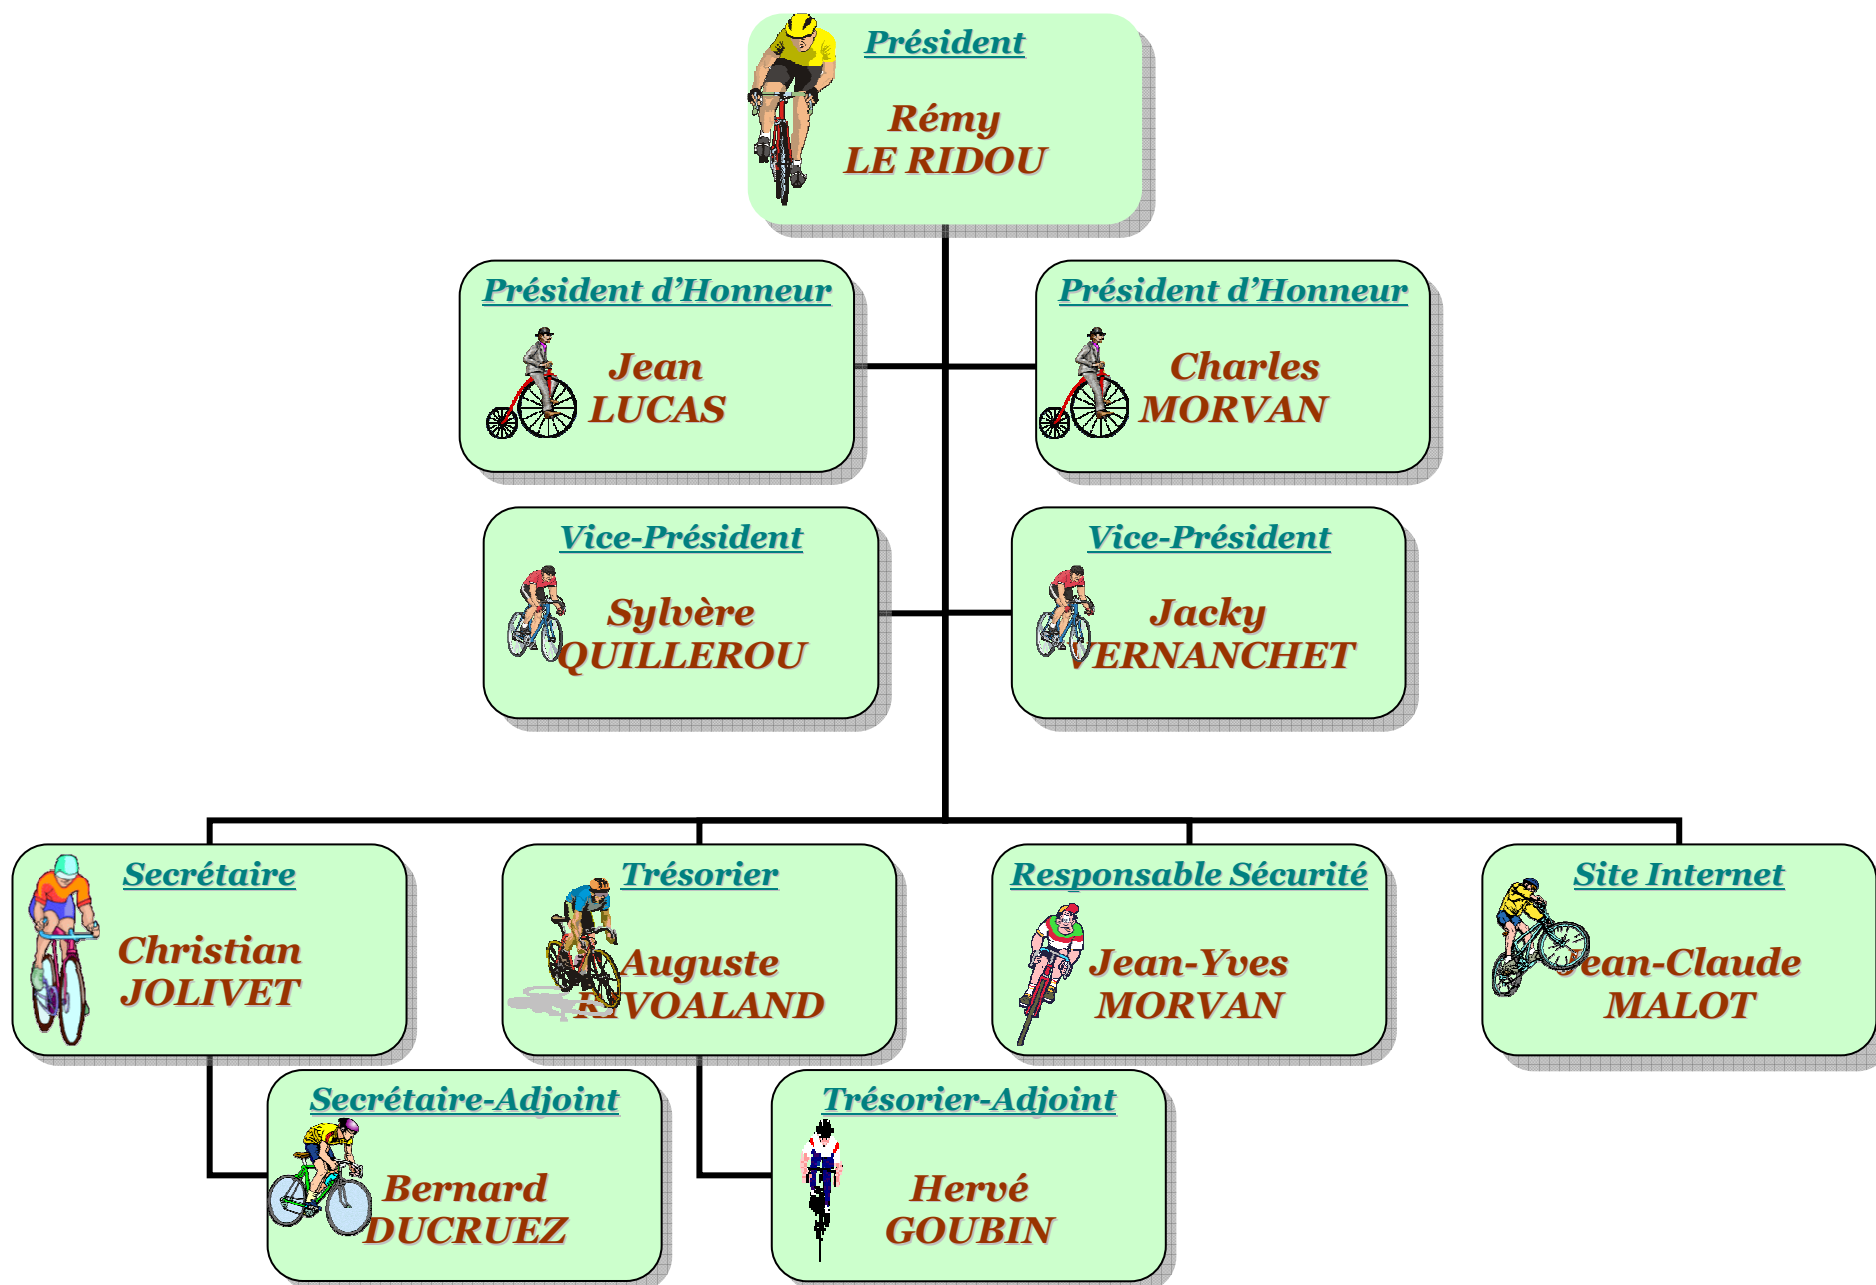 Président
Rémy
LE RIDOU
Président d’Honneur
Jean
LUCAS
Président d’Honneur
Charles
MORVAN
Vice-Président
Sylvère
QUILLEROU
Vice-Président
Jacky
VERNANCHET
Secrétaire
Christian
JOLIVET
Trésorier
Auguste
RIVOALAND
Responsable Sécurité
Jean-Yves
MORVAN
Site Internet
Jean-Claude
MALOT
Secrétaire-Adjoint
Bernard
DUCRUEZ
Trésorier-Adjoint
Hervé
GOUBIN